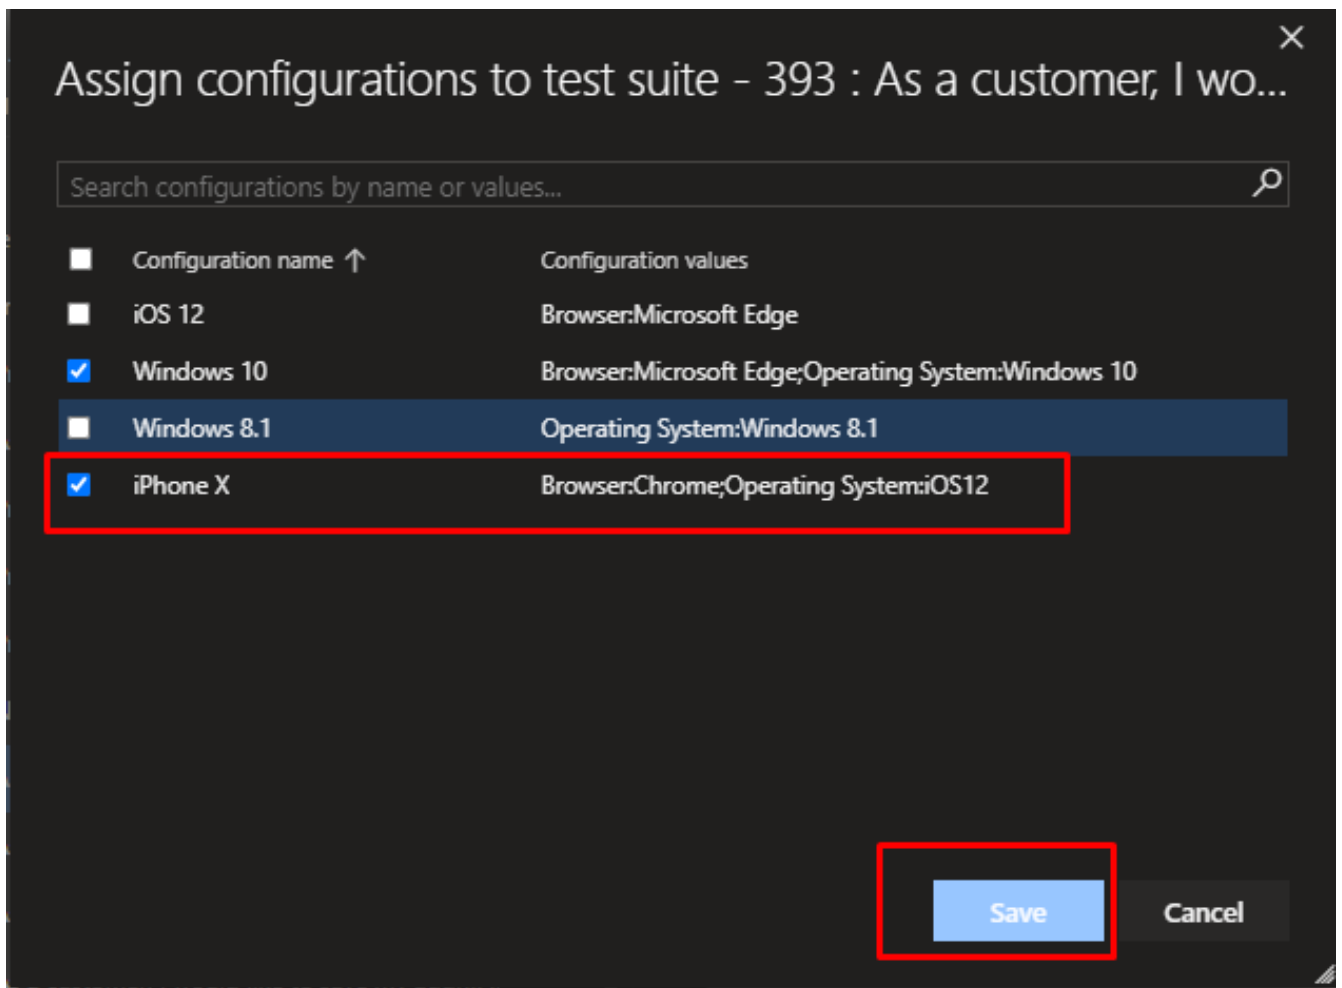 Assign configurations to test suite - 393 : As a customer, I wo...
Search configurations by name or values...
Configuration name ↑ Configuration values
iOS 12 Browser:Microsoft Edge
Windows 10 Browser:Microsoft Edge;Operating System:Windows 10
Windows 8.1 Operating System:Windows 8.1
iPhone X Browser:Chrome;Operating System:iOS12
Save Cancel